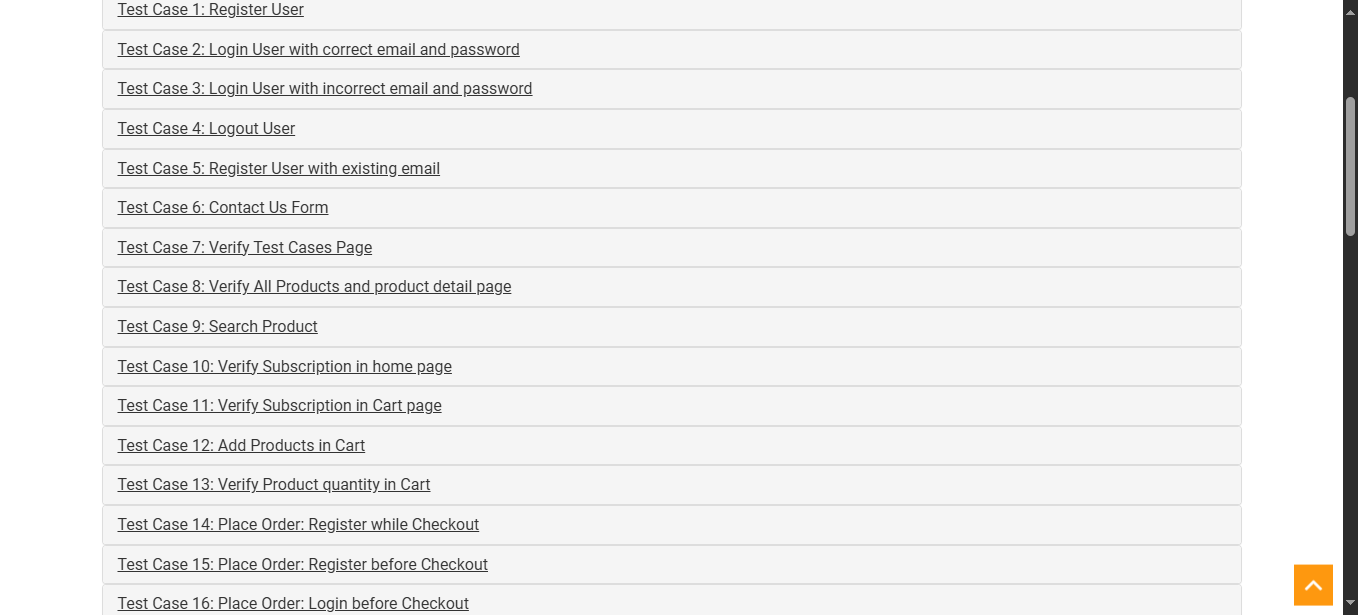 Test Case 1: Register User
Test Case 2: Login User with correct email and password
Test Case 3: Login User with incorrect email and password
Test Case 4: Logout User
Test Case 5: Register User with existing email
Test Case 6: Contact Us Form
Test Case 7: Verify Test Cases Page
Test Case 8: Verify All Products and product detail page
Test Case 9: Search Product
Test Case 10: Verify Subscription in home page
Test Case 11: Verify Subscription in Cart page
Test Case 12: Add Products in Cart
Test Case 13: Verify Product quantity in Cart
Test Case 14: Place Order: Register while Checkout
Test Case 15: Place Order: Register before Checkout
Test Case 16: Place Order: Login before Checkout